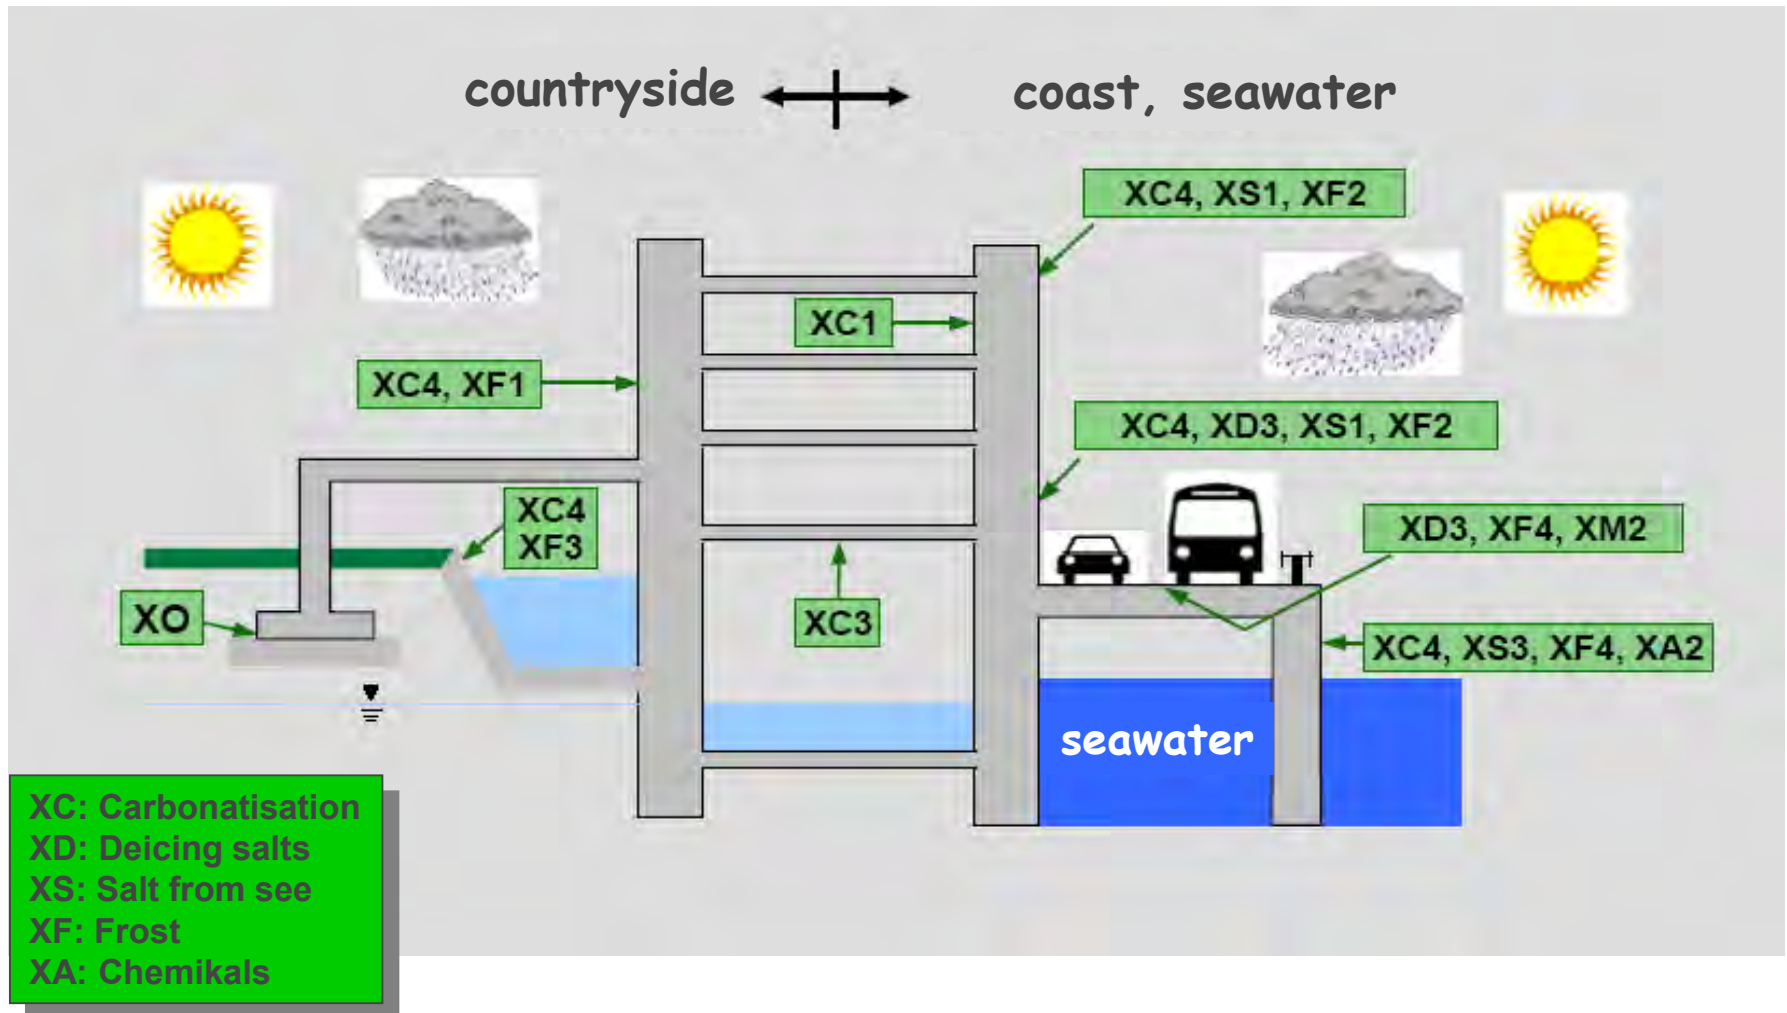 countryside
coast, seawater
XC4, XS1, XF2
XC1
XC4, XF1
XC4, XD3, XS1, XF2
XC4
XF3
XD3, XF4, XM2
XO
XC3
XC4, XS3, XF4, XA2
seawater
XC: Carbonatisation
XD: Deicing salts
XS: Salt from see
XF: Frost
XA: Chemikals